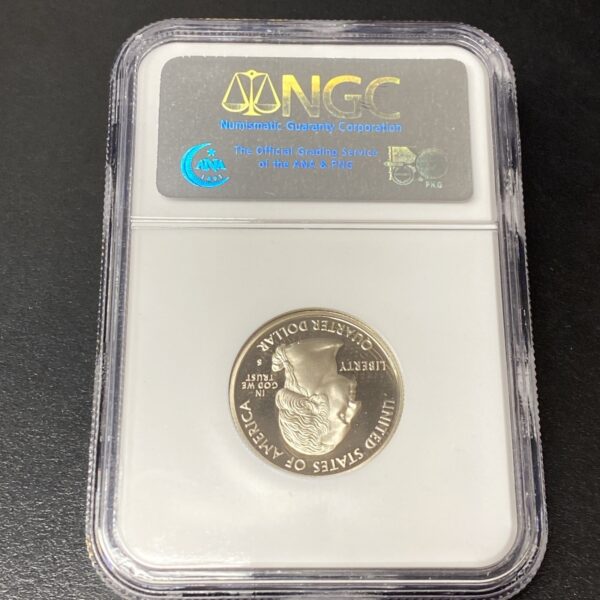 NGC
Numismatic Guaranty Corporation
The Official Grading Service
of the ANA & PNG
ANA
PNG
UNITED STATES OF AMERICA
LIBERTY
IN
GOD WE
TRUST
S
QUARTER DOLLAR